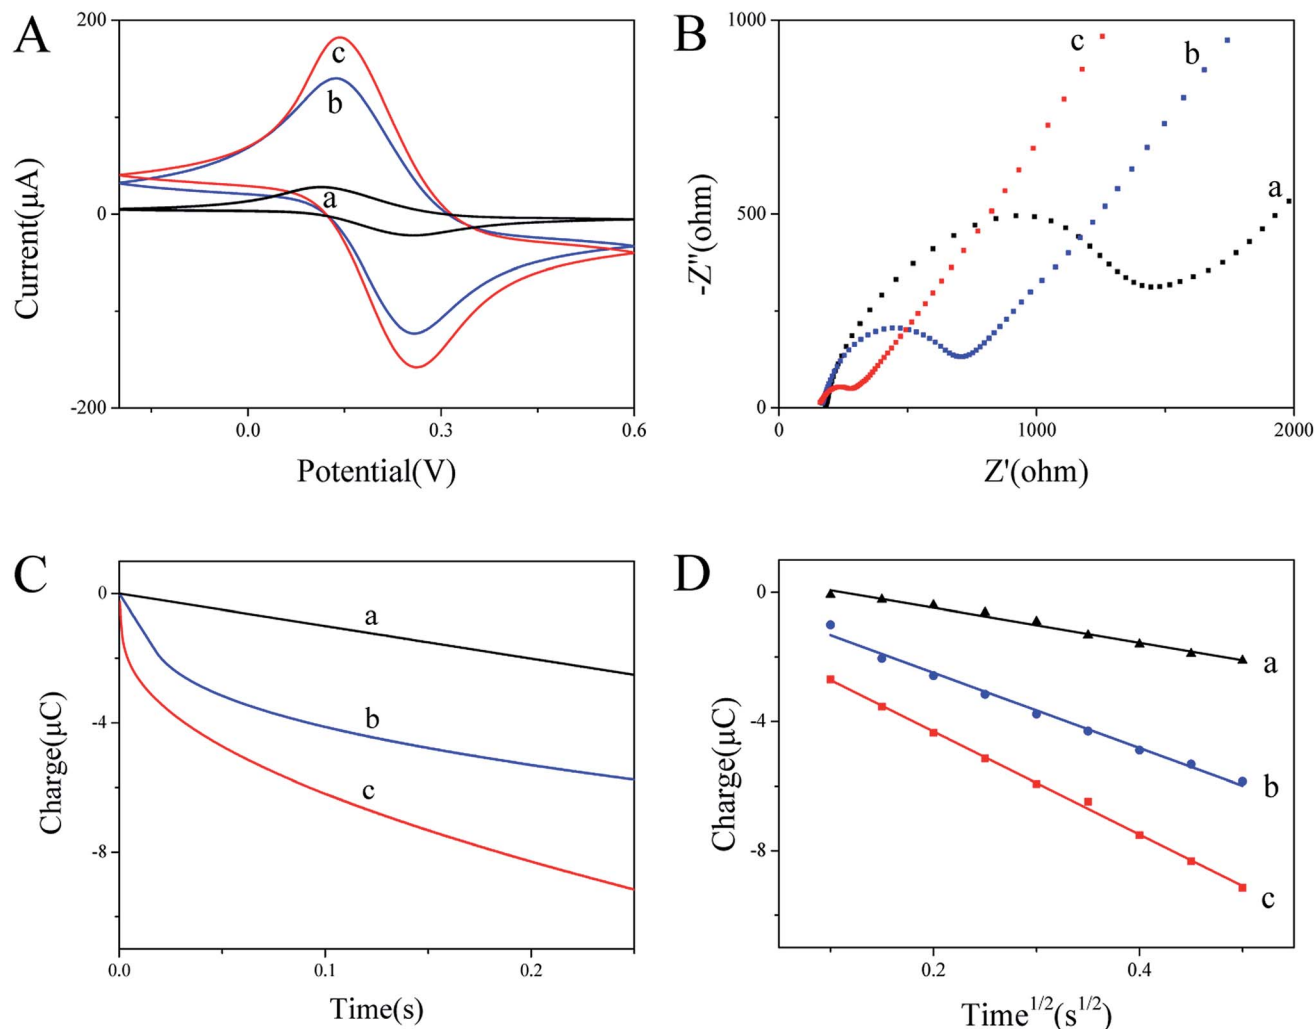 A
200
0
-200
0.0
0.3
0.6
Current(μA)
Potential(V)
c
b
a
B
1000
500
0
0
1000
2000
-Z"(ohm)
Z'(ohm)
c
b
a
C
0
-4
-8
0.0
0.1
0.2
Charge(μC)
Time(s)
a
b
c
D
0
-4
-8
0.2
0.4
Charge(μC)
Time1/2(s1/2)
a
b
c